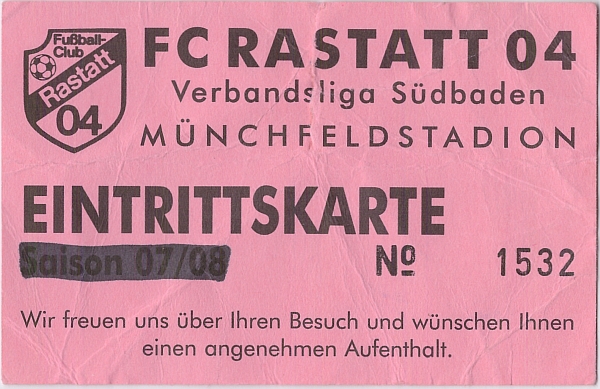 Fußball-
Club
Rastatt
04
FC RASTATT 04
Verbandsliga Südbaden
MÜNCHFELDSTADION
EINTRITTSKARTE
Saison 07/08
Nº 1532
Wir freuen uns über Ihren Besuch und wünschen Ihnen
einen angenehmen Aufenthalt.